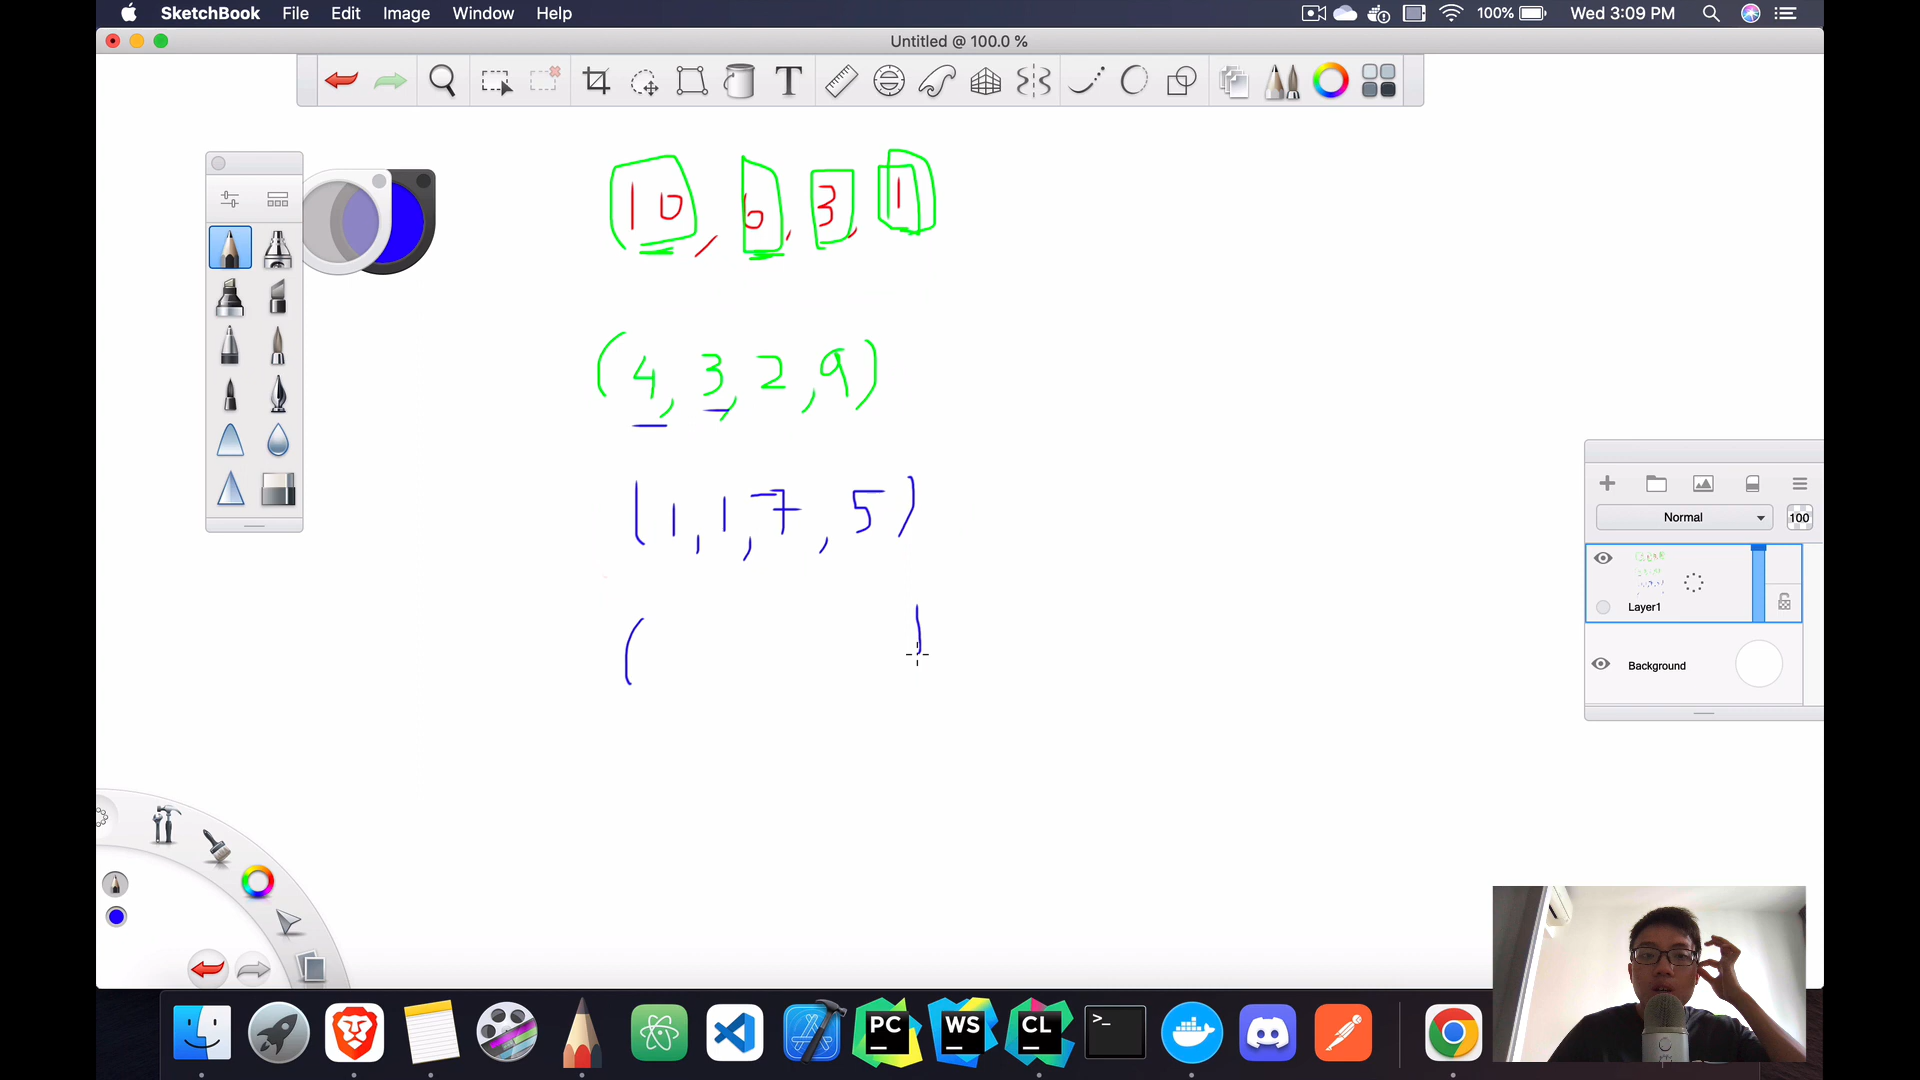 SketchBook File Edit Image Window Help 100% Wed 3:09 PM
Untitled @ 100.0 %
T
10, 6, 3, 1
(4, 3, 2, 9)
(1, 1, 7, 5)
(
Normal 100
Layer1
Background
PC WS CL >_